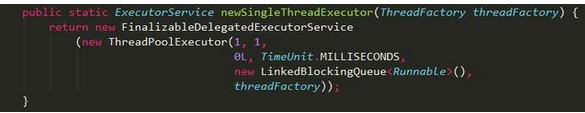 public static ExecutorService newSingleThreadExecutor(ThreadFactory threadFactory) {
    return new FinalizableDelegatedExecutorService
        (new ThreadPoolExecutor(1, 1,
                                0L, TimeUnit.MILLISECONDS,
                                new LinkedBlockingQueue<Runnable>(),
                                threadFactory));
}